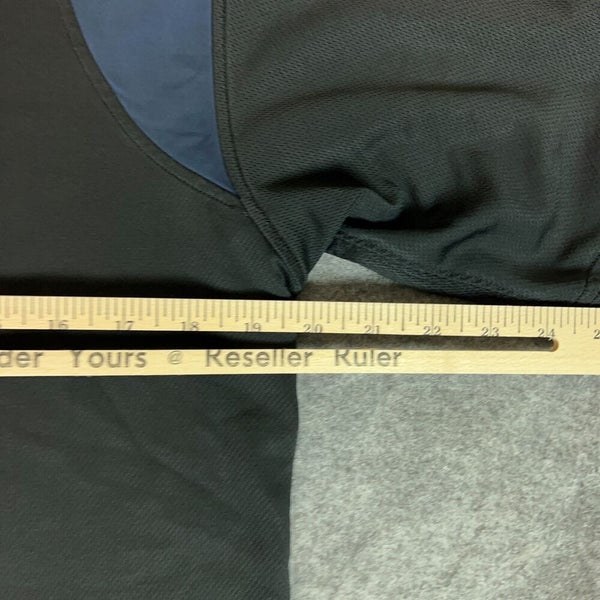 16 17 18 19 20 21 22 23 24
der Yours @ Reseller Ruler